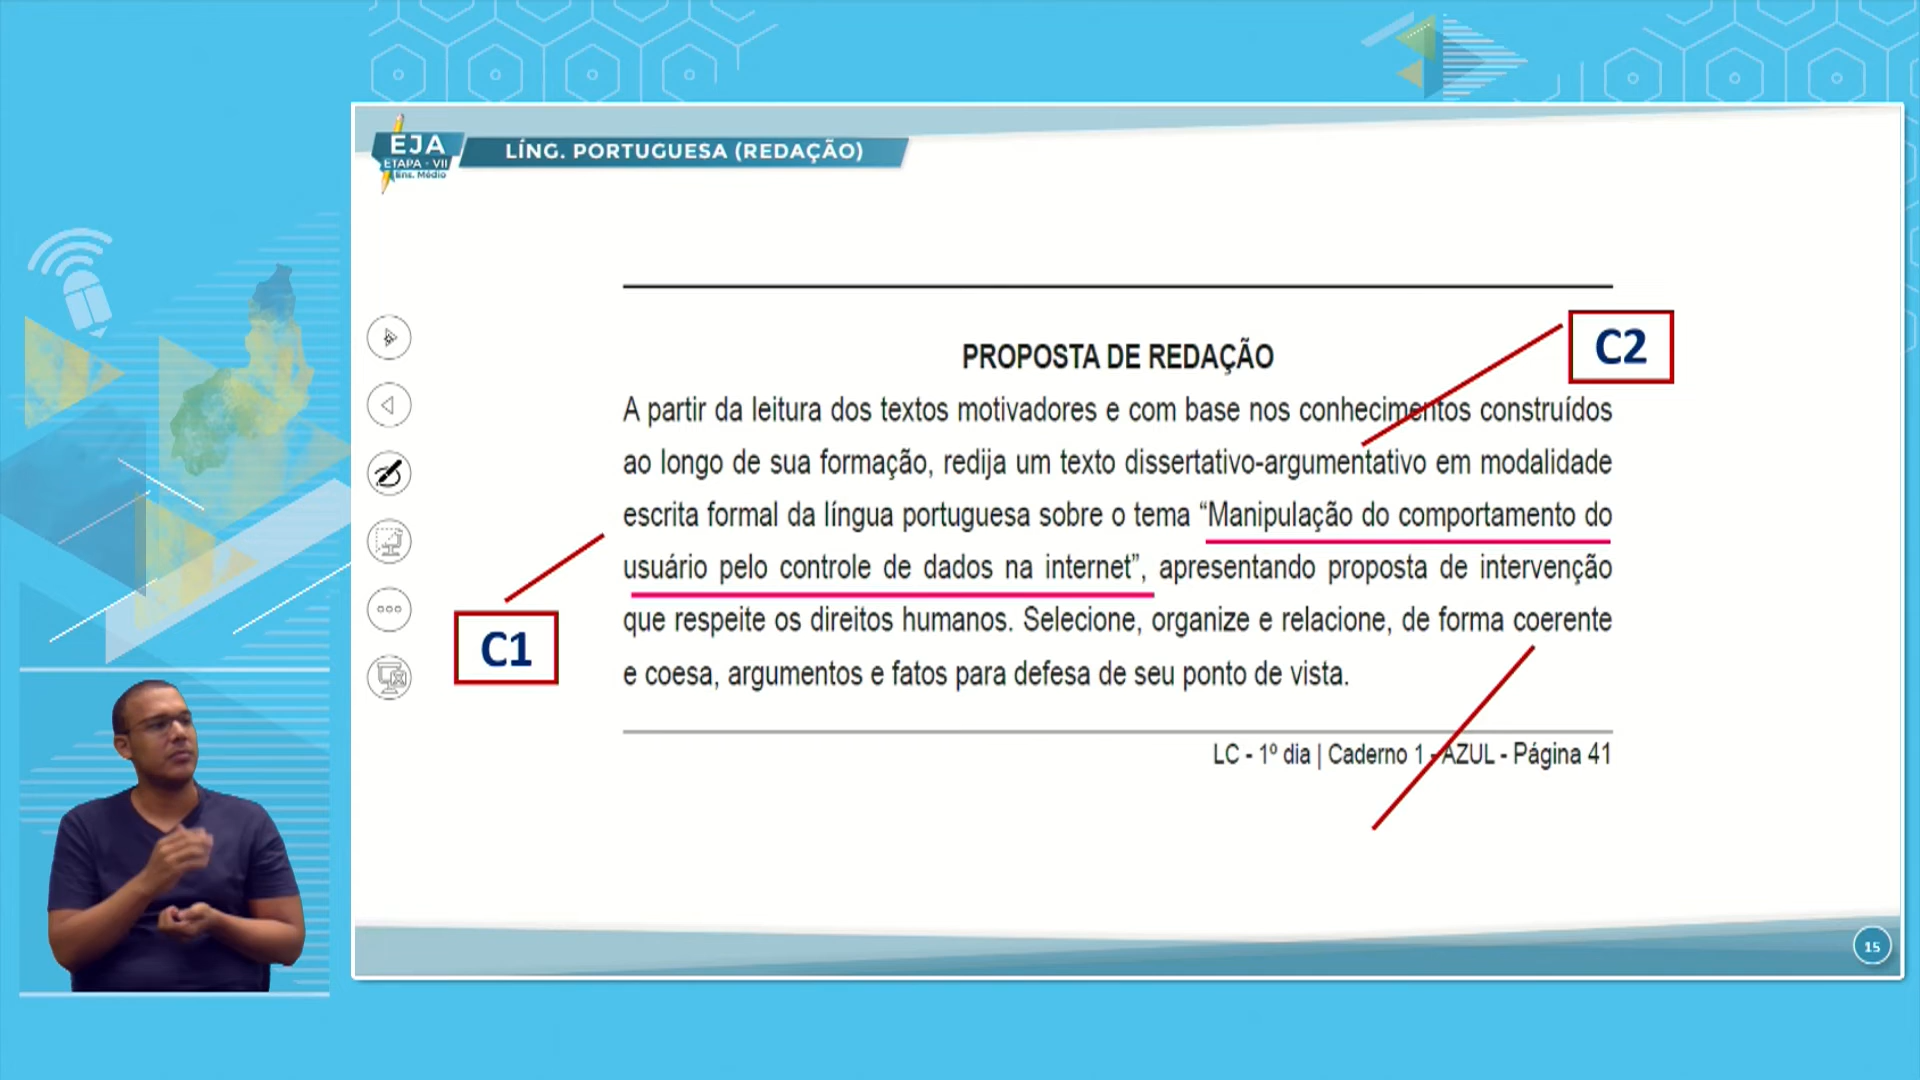 EJA
ETAPA - VII
Ens. Médio
LÍNG. PORTUGUESA (REDAÇÃO)
C2
PROPOSTA DE REDAÇÃO
A partir da leitura dos textos motivadores e com base nos conhecimentos construídos
ao longo de sua formação, redija um texto dissertativo-argumentativo em modalidade
escrita formal da língua portuguesa sobre o tema “Manipulação do comportamento do
usuário pelo controle de dados na internet”, apresentando proposta de intervenção
que respeite os direitos humanos. Selecione, organize e relacione, de forma coerente
e coesa, argumentos e fatos para defesa de seu ponto de vista.
C1
LC - 1º dia | Caderno 1 - AZUL - Página 41
15